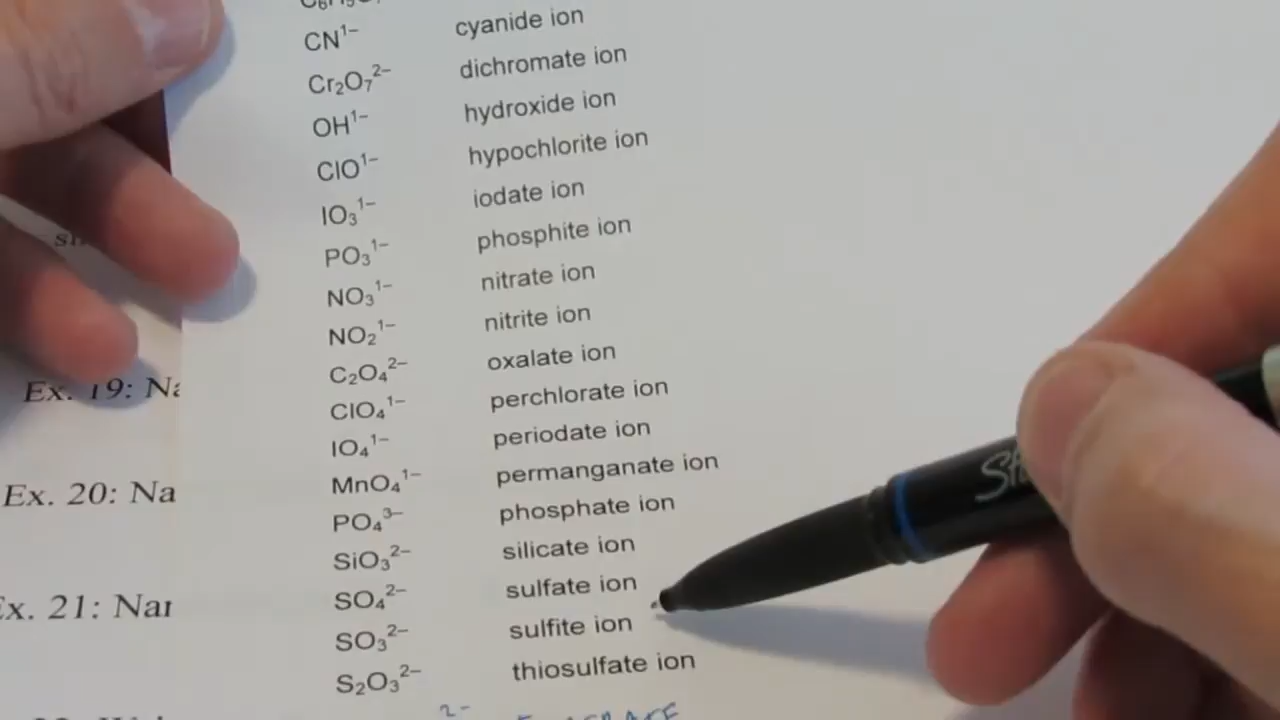 CN¹⁻ cyanide ion
Cr₂O₇²⁻ dichromate ion
OH¹⁻ hydroxide ion
ClO¹⁻ hypochlorite ion
IO₃¹⁻ iodate ion
PO₃¹⁻ phosphite ion
NO₃¹⁻ nitrate ion
NO₂¹⁻ nitrite ion
C₂O₄²⁻ oxalate ion
ClO₄¹⁻ perchlorate ion
IO₄¹⁻ periodate ion
MnO₄¹⁻ permanganate ion
PO₄³⁻ phosphate ion
SiO₃²⁻ silicate ion
SO₄²⁻ sulfate ion
SO₃²⁻ sulfite ion
S₂O₃²⁻ thiosulfate ion
2-
Ex. 19: Na
Ex. 20: Na
Ex. 21: Nar